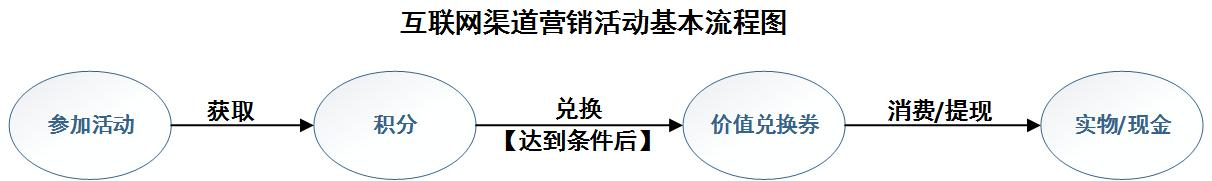 互联网渠道营销活动基本流程图
参加活动
获取
积分
兑换
【达到条件后】
价值兑换券
消费/提现
实物/现金